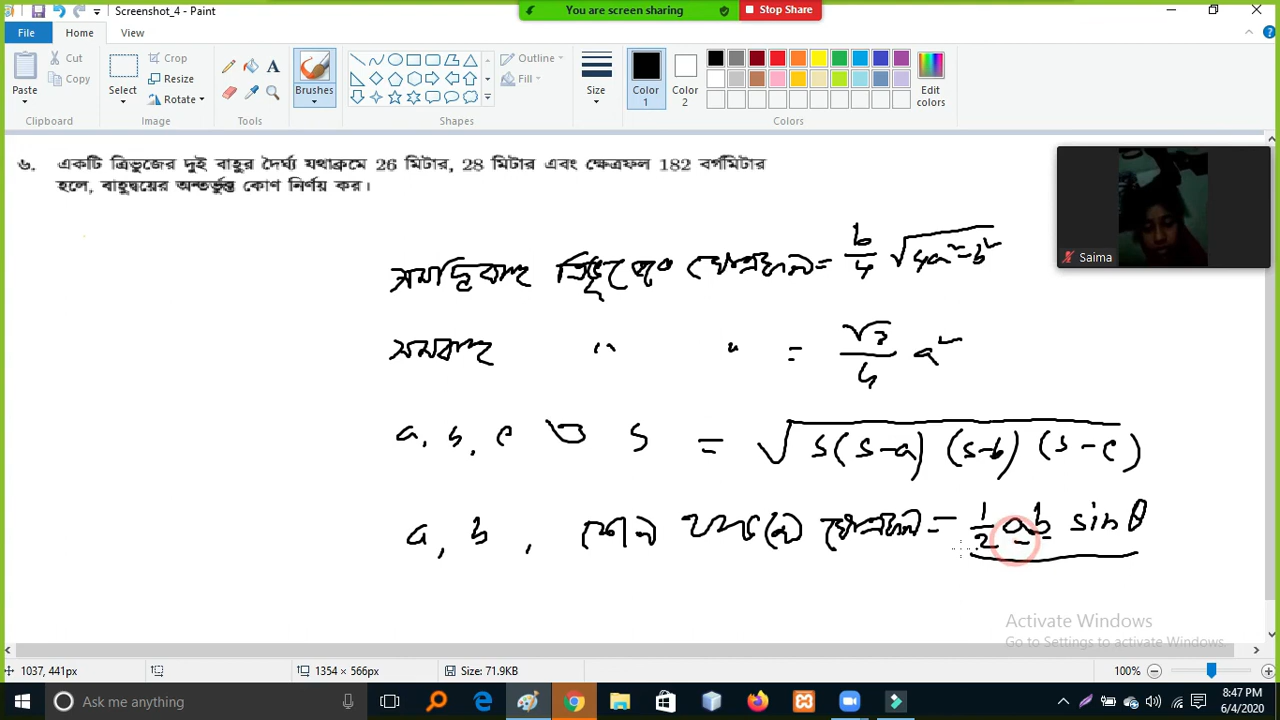 Screenshot_4 - Paint
You are screen sharing
Stop Share
File Home View
Paste Cut Copy
Select Crop Resize Rotate
Brushes
Outline Fill
Size
Color 1
Color 2
Edit colors
Clipboard Image Tools Shapes Colors
৬. একটি ত্রিভুজের দুই বাহুর দৈর্ঘ্য যথাক্রমে 26 মিটার, 28 মিটার এবং ক্ষেত্রফল 182 বর্গমিটার
হলে, বাহুদ্বয়ের অন্তর্ভুক্ত কোণ নির্ণয় কর।
Saima
সমদ্বিবাহু ত্রিভুজের ক্ষেত্রফল = b/4 √(4a²-b²)
সমবাহু " " = √3/4 a²
a, b, c ও s = √s(s-a)(s-b)(s-c)
a, b, ক্ষেত্রফল = 1/2 ab sin θ
Activate Windows
Go to Settings to activate Windows.
1037, 441px 1354 × 566px Size: 71.9KB 100%
Ask me anything
8:47 PM
6/4/2020